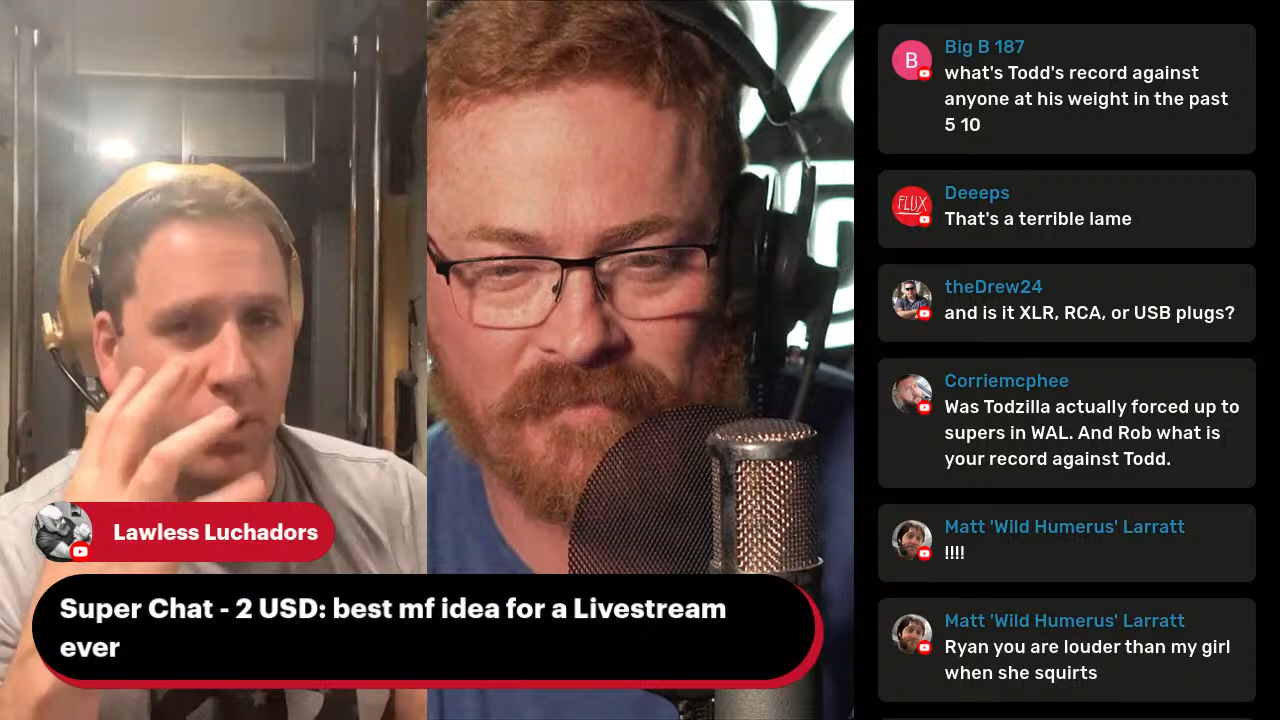 Lawless Luchadors
Super Chat - 2 USD: best mf idea for a Livestream
ever
B
Big B 187
what's Todd's record against
anyone at his weight in the past
5 10
FLUX
Deeeps
That's a terrible lame
theDrew24
and is it XLR, RCA, or USB plugs?
Corriemcphee
Was Todzilla actually forced up to
supers in WAL. And Rob what is
your record against Todd.
Matt 'Wild Humerus' Larratt
!!!!
Matt 'Wild Humerus' Larratt
Ryan you are louder than my girl
when she squirts